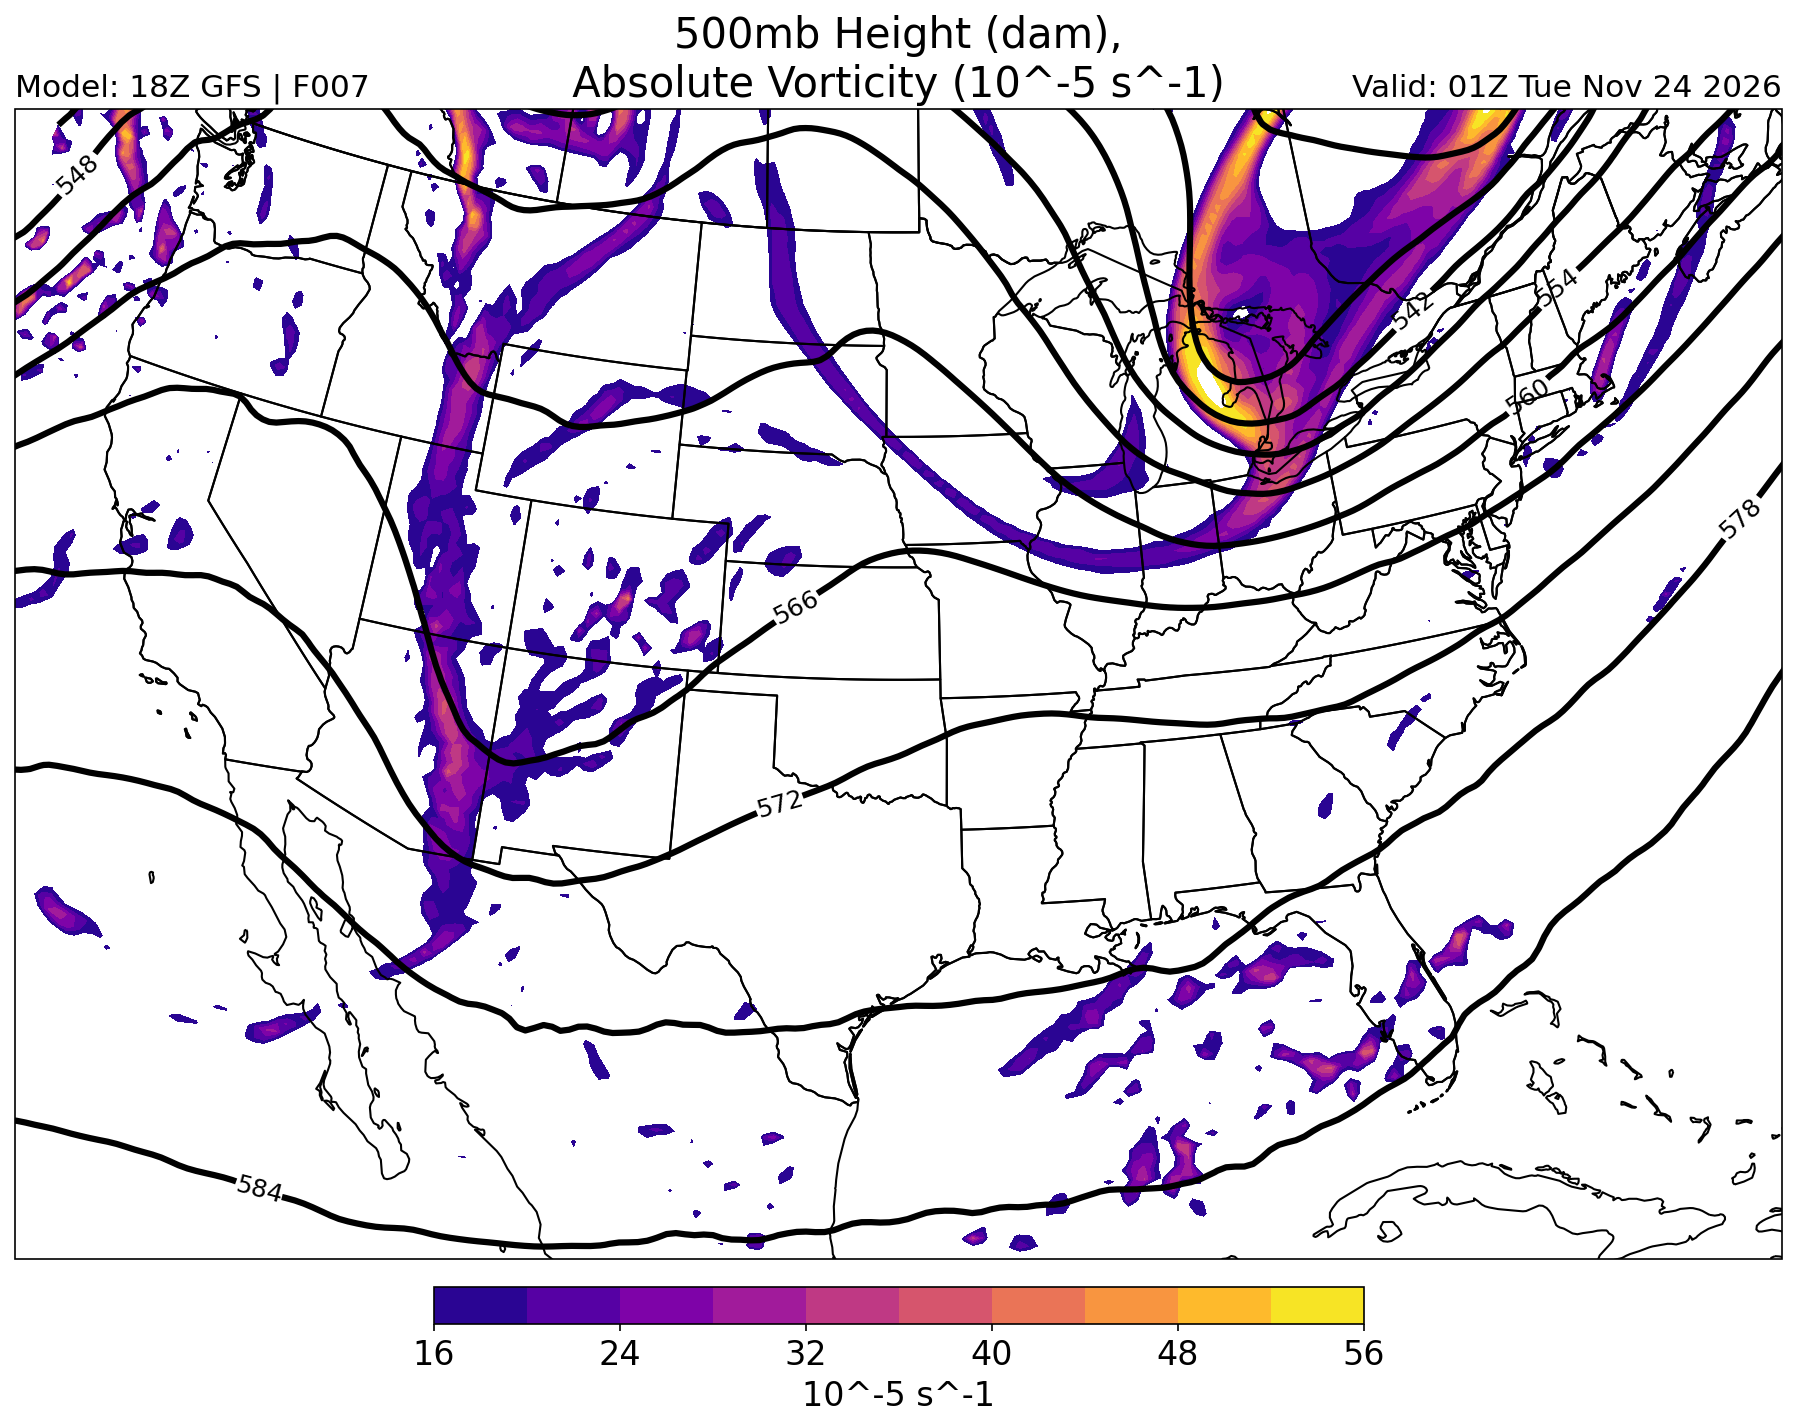 500mb Height (dam),
Model: 18Z GFS | F007
Absolute Vorticity (10^-5 s^-1)
Valid: 01Z Tue Nov 24 2026
548
542
554
560
578
566
572
584
16 24 32 40 48 56
10^-5 s^-1